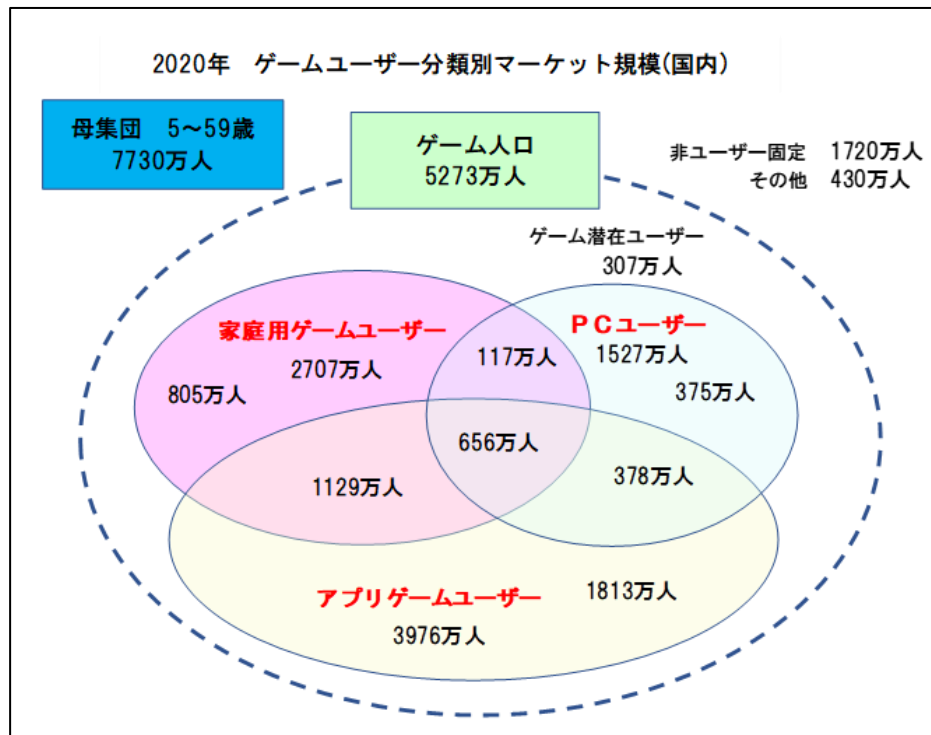 2020年　ゲームユーザー分類別マーケット規模(国内)
母集団　5～59歳
7730万人
ゲーム人口
5273万人
非ユーザー固定　1720万人
その他　430万人
ゲーム潜在ユーザー
307万人
家庭用ゲームユーザー
2707万人
805万人
117万人
ＰＣユーザー
1527万人
375万人
656万人
1129万人
378万人
アプリゲームユーザー
3976万人
1813万人